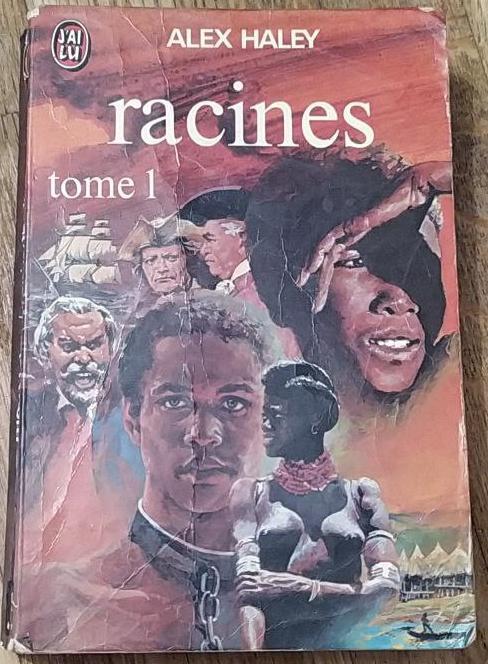 J'AI
LU
ALEX HALEY
racines
tome 1